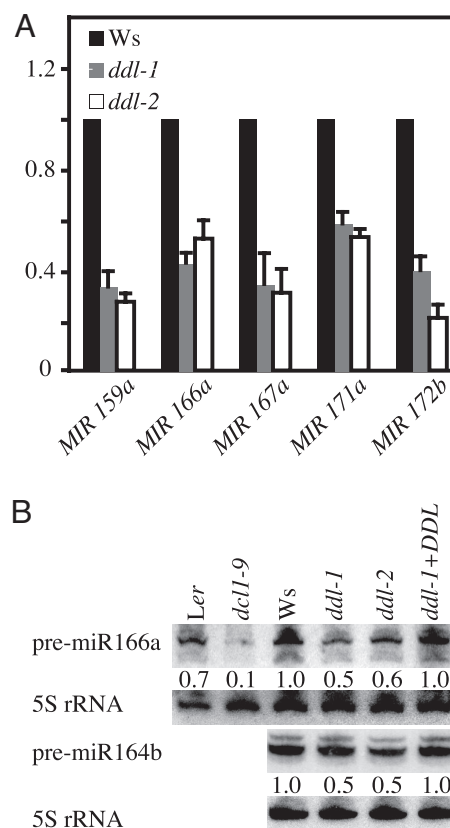 A
Ws
ddl-1
ddl-2
1.2
0.8
0.4
0
MIR 159a
MIR 166a
MIR 167a
MIR 171a
MIR 172b
B
Ler
dcl1-9
Ws
ddl-1
ddl-2
ddl-1+DDL
pre-miR166a
0.7 0.1 1.0 0.5 0.6 1.0
5S rRNA
pre-miR164b
1.0 0.5 0.5 1.0
5S rRNA